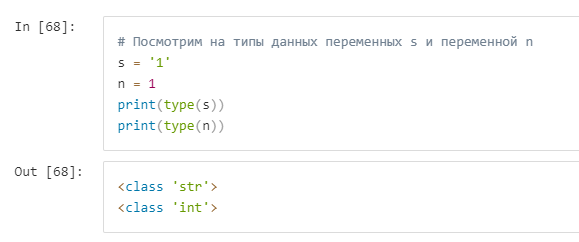 In [68]:
# Посмотрим на типы данных переменных s и переменной n
s = '1'
n = 1
print(type(s))
print(type(n))
Out [68]:
<class 'str'>
<class 'int'>